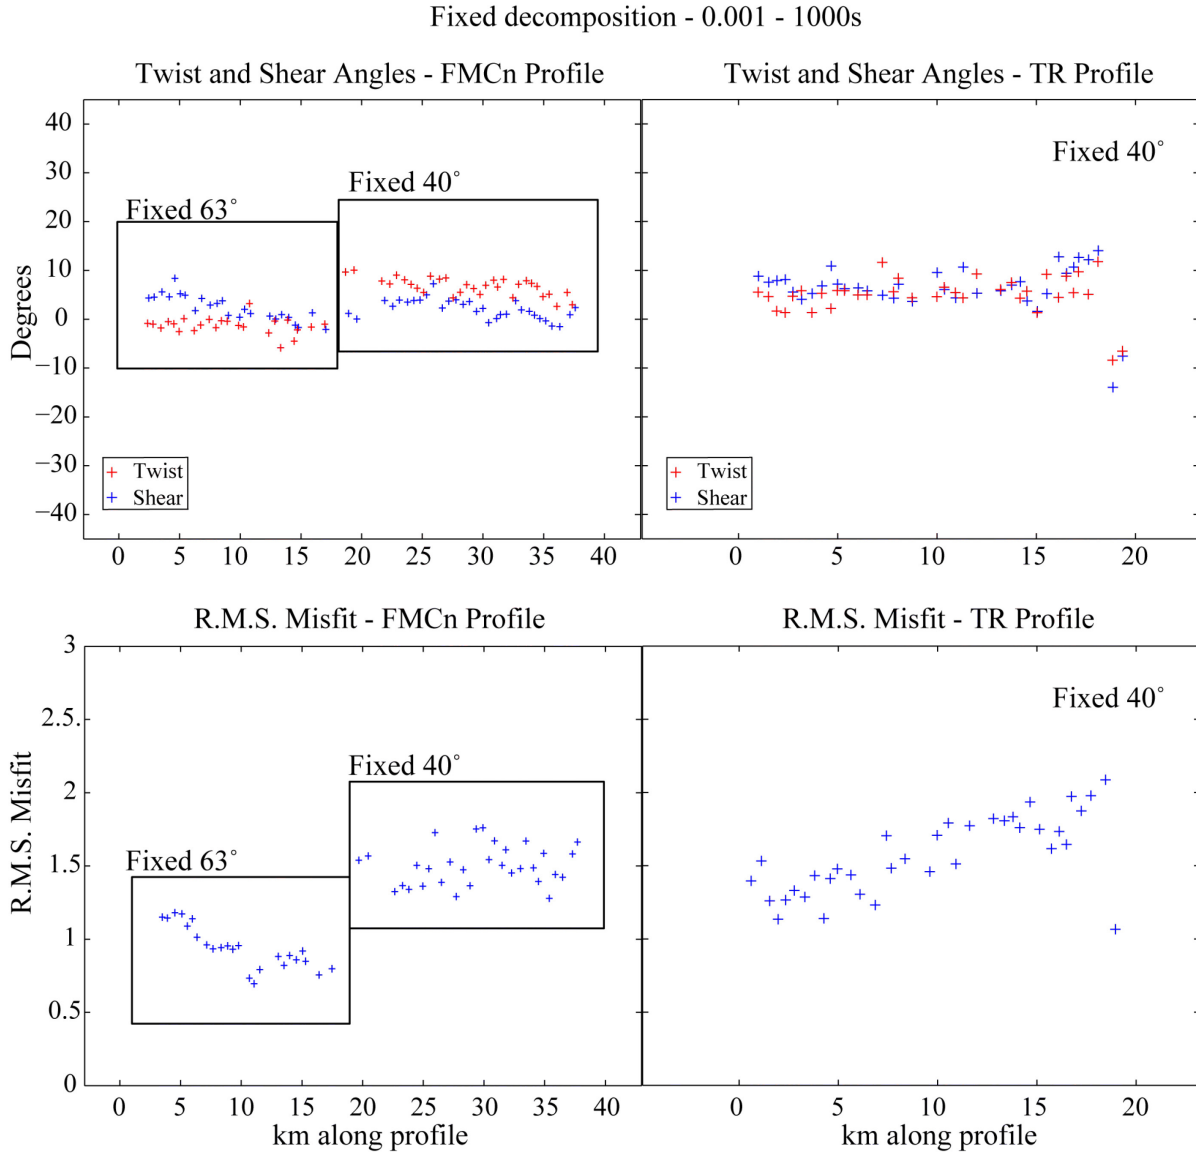 Fixed decomposition - 0.001 - 1000s
Twist and Shear Angles - FMCn Profile
Twist and Shear Angles - TR Profile
Degrees
40
30
20
10
0
−10
−20
−30
−40
Fixed 63°
Fixed 40°
Twist
Shear
0 5 10 15 20 25 30 35 40
Fixed 40°
Twist
Shear
0 5 10 15 20
R.M.S. Misfit - FMCn Profile
R.M.S. Misfit - TR Profile
R.M.S. Misfit
3
2.5
2
1.5
1
0.5
0
Fixed 63°
Fixed 40°
0 5 10 15 20 25 30 35 40
km along profile
Fixed 40°
0 5 10 15 20
km along profile